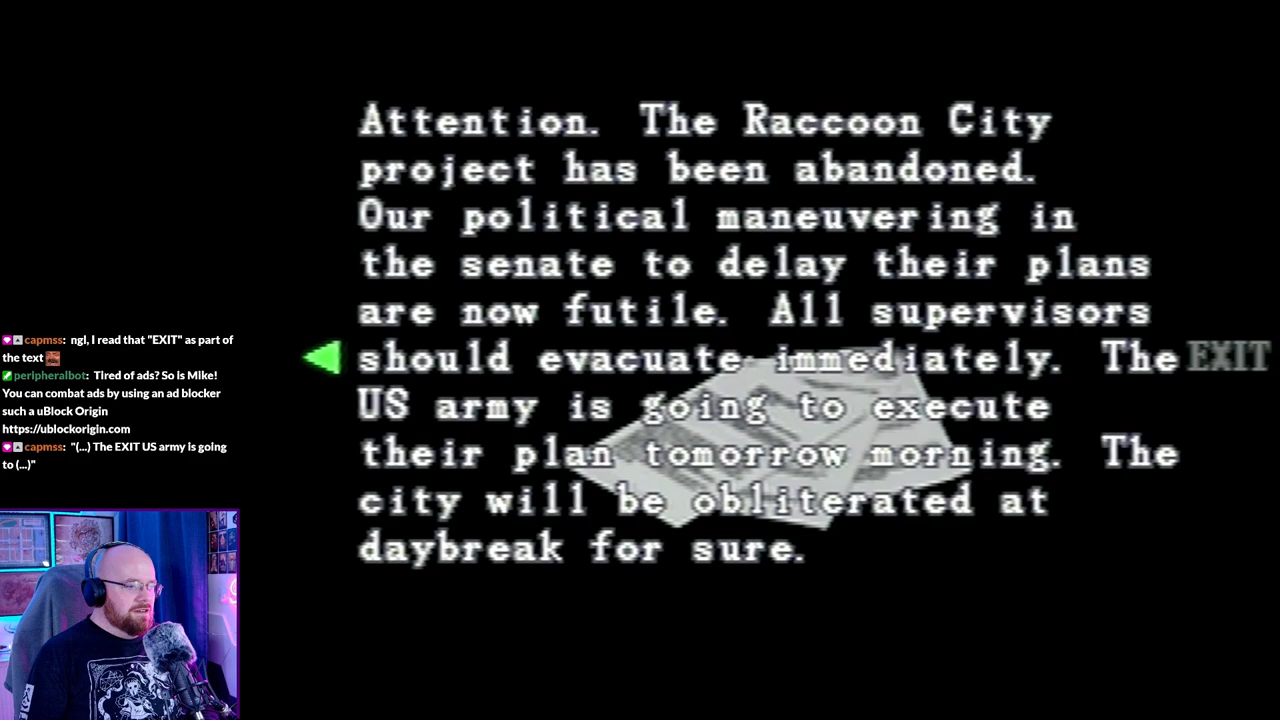 Attention. The Raccoon City
project has been abandoned.
Our political maneuvering in
the senate to delay their plans
are now futile. All supervisors
should evacuate immediately. The EXIT
US army is going to execute
their plan tomorrow morning. The
city will be obliterated at
daybreak for sure.
capmss: ngl, I read that "EXIT" as part of
the text
peripheralbot: Tired of ads? So is Mike!
You can combat ads by using an ad blocker
such a uBlock Origin
https://ublockorigin.com
capmss: "(...) The EXIT US army is going
to (...)"